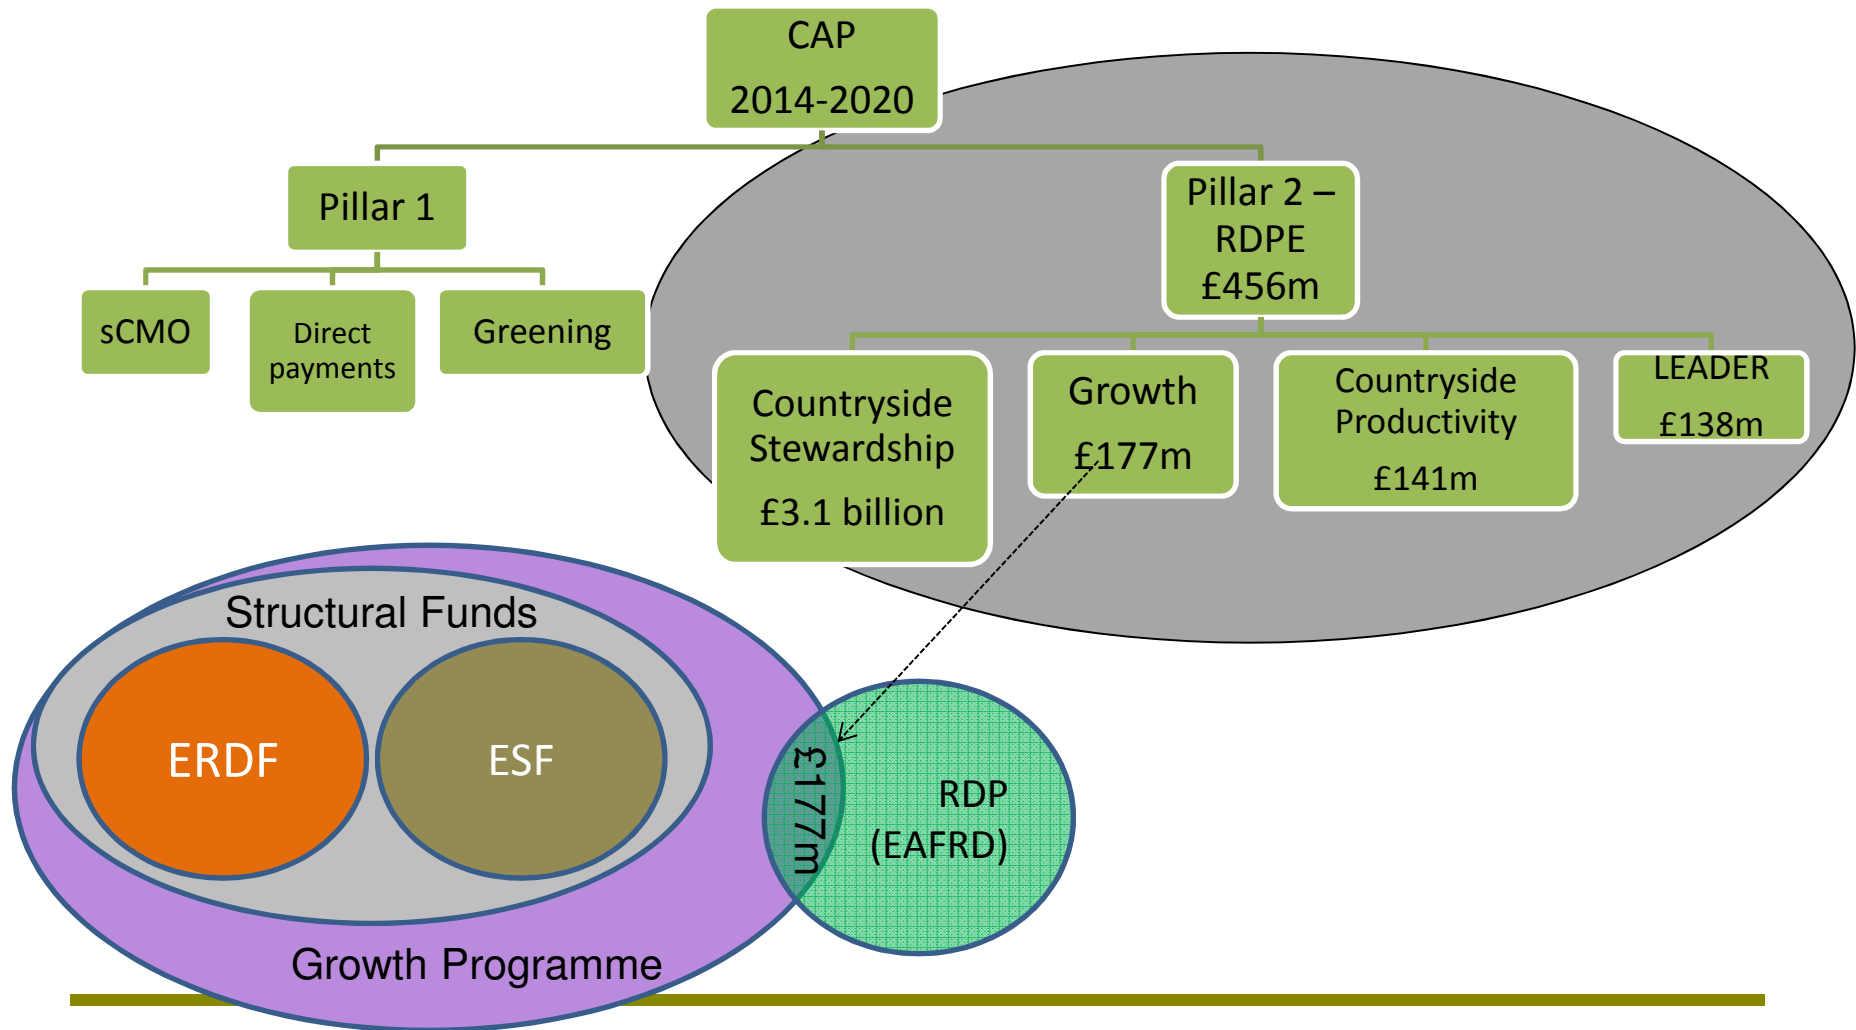 CAP
2014-2020
Pillar 1
Pillar 2 –
RDPE
£456m
sCMO
Direct
payments
Greening
Countryside
Stewardship
£3.1 billion
Growth
£177m
Countryside
Productivity
£141m
LEADER
£138m
Structural Funds
ERDF
ESF
£177m
RDP
(EAFRD)
Growth Programme